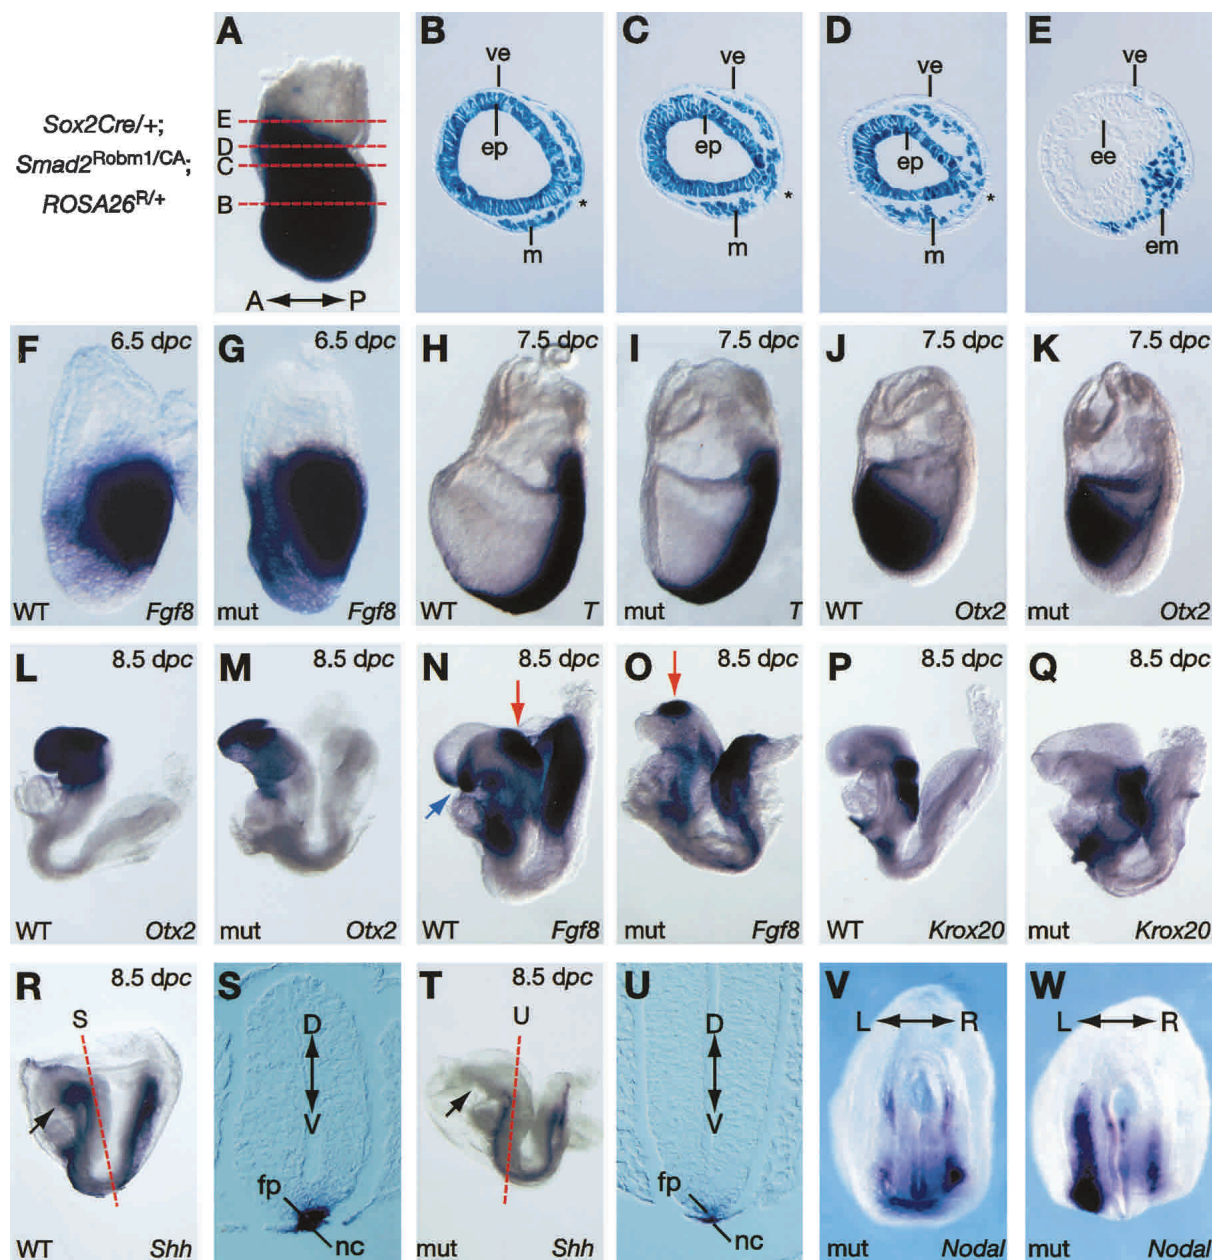 Sox2Cre/+;
Smad2Robm1/CA;
ROSA26R/+
A
E
D
C
B
A P
B
ve
ep
*
m
C
ve
ep
*
m
D
ve
ep
*
m
E
ve
ee
em
F 6.5 dpc
WT Fgf8
G 6.5 dpc
mut Fgf8
H 7.5 dpc
WT T
I 7.5 dpc
mut T
J 7.5 dpc
WT Otx2
K 7.5 dpc
mut Otx2
L 8.5 dpc
WT Otx2
M 8.5 dpc
mut Otx2
N 8.5 dpc
WT Fgf8
O 8.5 dpc
mut Fgf8
P 8.5 dpc
WT Krox20
Q 8.5 dpc
mut Krox20
R 8.5 dpc
S
WT Shh
S
D
V
fp
nc
T 8.5 dpc
U
mut Shh
U
D
V
fp
nc
V
L R
mut Nodal
W
L R
mut Nodal